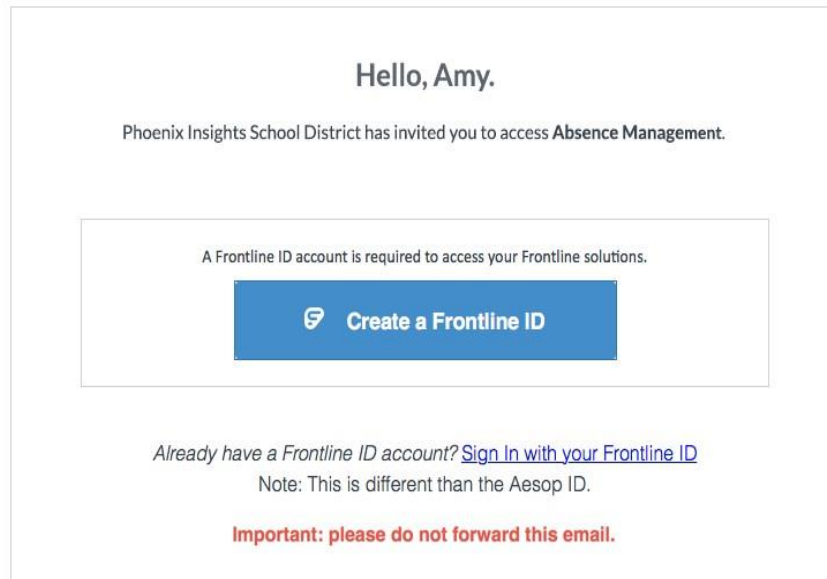 Hello, Amy.
Phoenix Insights School District has invited you to access Absence Management.
A Frontline ID account is required to access your Frontline solutions.
Create a Frontline ID
Already have a Frontline ID account? Sign In with your Frontline ID
Note: This is different than the Aesop ID.
Important: please do not forward this email.